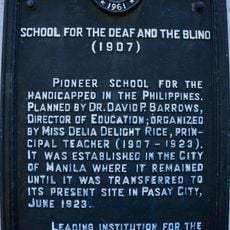 1961
SCHOOL FOR THE DEAF AND THE BLIND
(1907)
PIONEER SCHOOL FOR THE
HANDICAPPED IN THE PHILIPPINES.
PLANNED BY DR. DAVID P. BARROWS,
DIRECTOR OF EDUCATION; ORGANIZED
BY MISS DELIA DELIGHT RICE, PRIN-
CIPAL TEACHER (1907-1923).
IT WAS ESTABLISHED IN THE CITY
OF MANILA WHERE IT REMAINED
UNTIL IT WAS TRANSFERRED TO
ITS PRESENT SITE IN PASAY CITY,
JUNE 1923.
LEADING INSTITUTION FOR THE